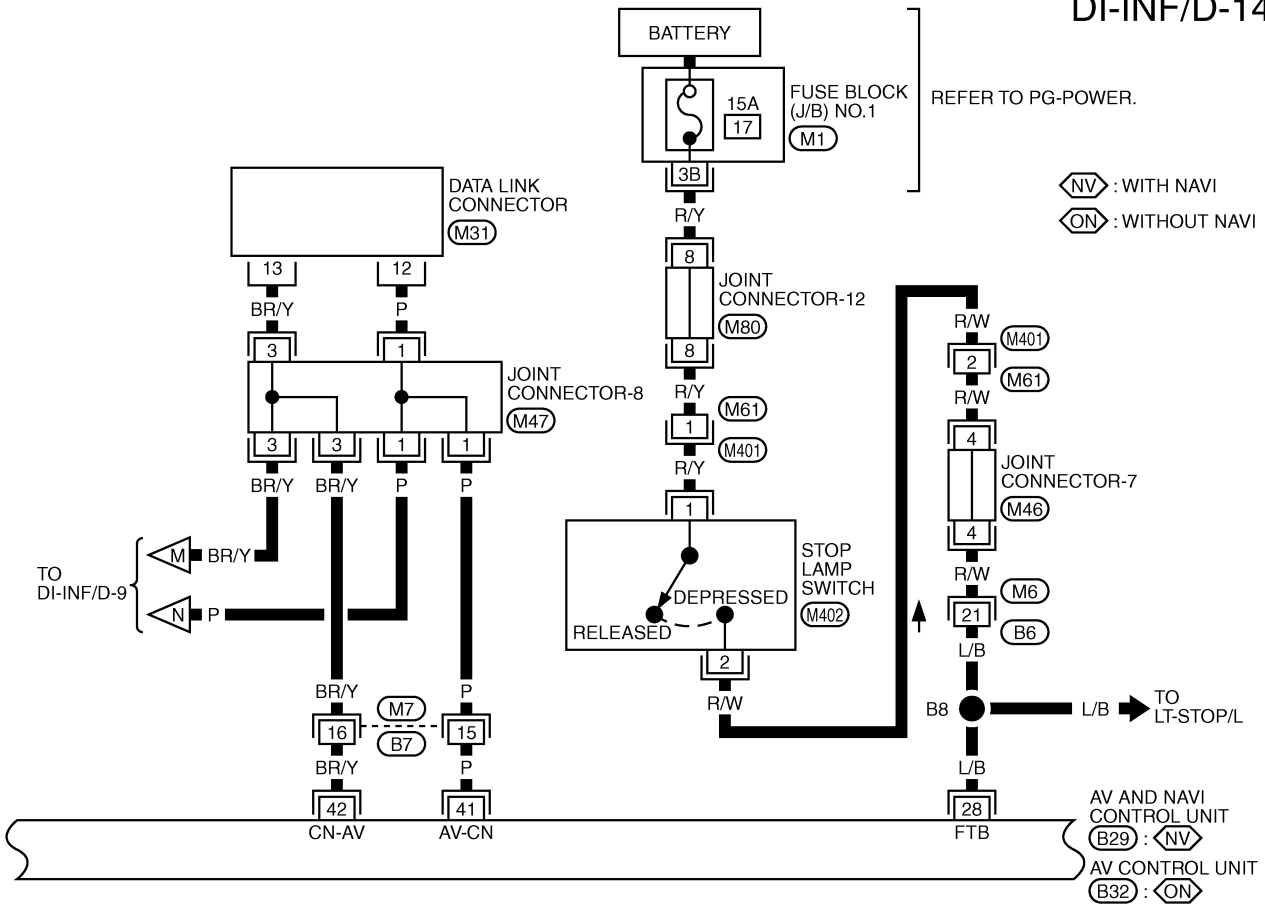 DI-INF/D-14
BATTERY
15A
17
FUSE BLOCK
(J/B) NO.1
M1
REFER TO PG-POWER.
3B
R/Y
NV : WITH NAVI
ON : WITHOUT NAVI
DATA LINK
CONNECTOR
M31
13
12
BR/Y
P
3
1
JOINT
CONNECTOR-8
M47
3
3
1
1
BR/Y
BR/Y
P
P
TO
DI-INF/D-9
M
BR/Y
N
P
BR/Y
P
M7
16
15
B7
BR/Y
P
42
41
CN-AV
AV-CN
8
JOINT
CONNECTOR-12
M80
8
R/Y
M61
1
M401
R/Y
1
STOP
LAMP
SWITCH
M402
DEPRESSED
RELEASED
2
R/W
R/W
M401
2
M61
R/W
4
JOINT
CONNECTOR-7
M46
4
R/W
M6
21
B6
L/B
B8
L/B
TO
LT-STOP/L
L/B
28
FTB
AV AND NAVI
CONTROL UNIT
B29 : NV
AV CONTROL UNIT
B32 : ON